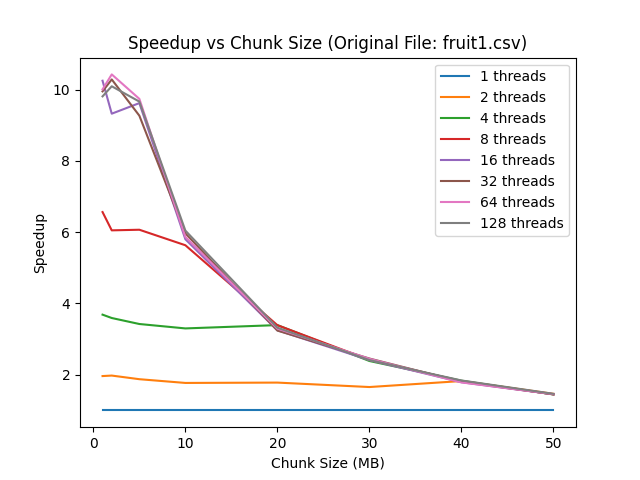 Speedup vs Chunk Size (Original File: fruit1.csv)
1 threads
2 threads
4 threads
8 threads
16 threads
32 threads
64 threads
128 threads
Speedup
10
8
6
4
2
0 10 20 30 40 50
Chunk Size (MB)